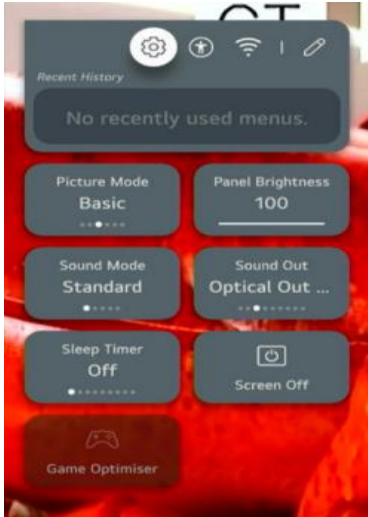 Recent History
No recently used menus.
Picture Mode
Basic
Panel Brightness
100
Sound Mode
Standard
Sound Out
Optical Out ...
Sleep Timer
Off
Screen Off
Game Optimiser